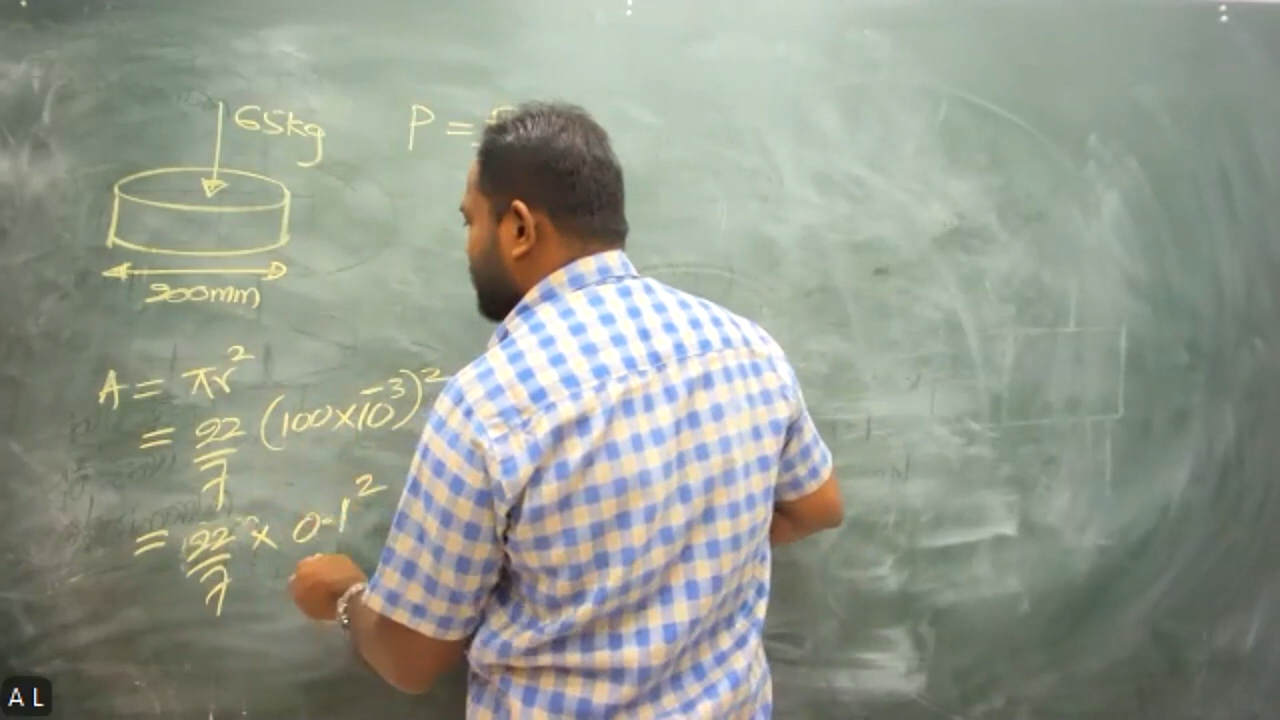 65kg
P =
200mm
A = πr²
= 22/7 (100×10⁻³)²
= 22/7 × 0.1²
A L